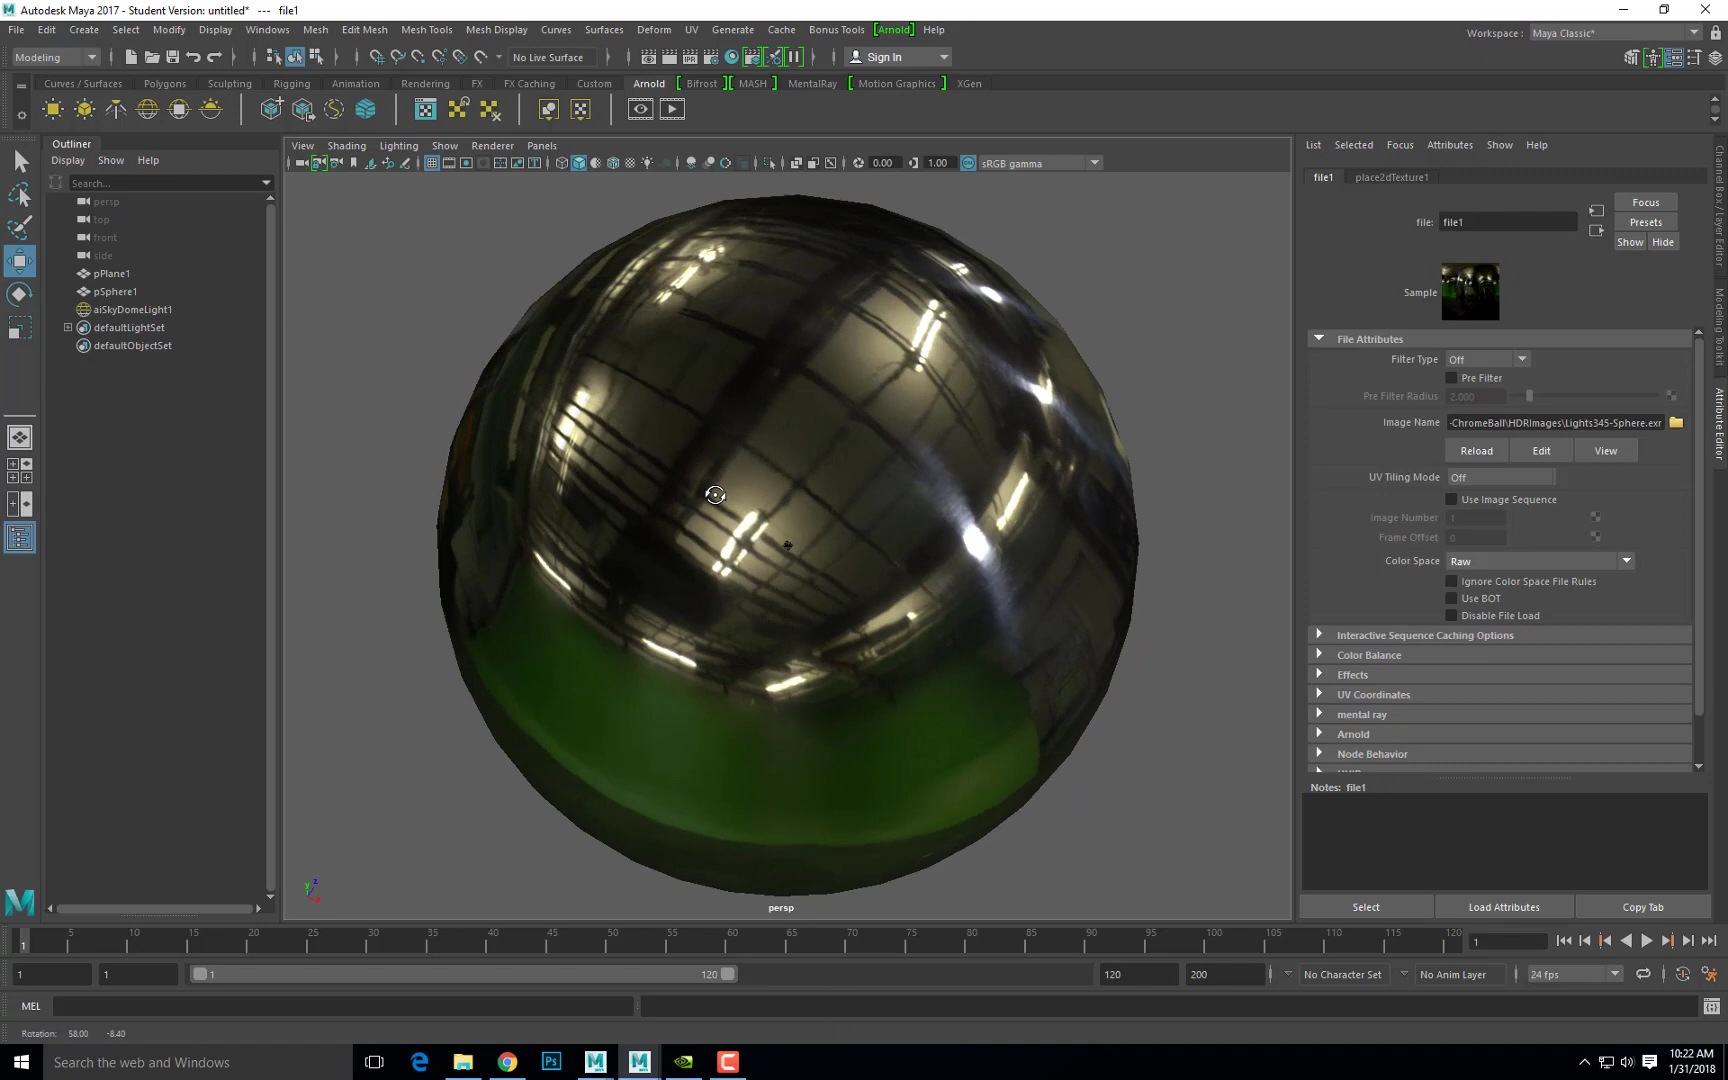 Autodesk Maya 2017 - Student Version: untitled*   ---   file1
File Edit Create Select Modify Display Windows Mesh Edit Mesh Mesh Tools Mesh Display Curves Surfaces Deform UV Generate Cache Bonus Tools [Arnold] Help
Workspace : Maya Classic*
Modeling
No Live Surface
Sign In
Curves / Surfaces Polygons Sculpting Rigging Animation Rendering FX FX Caching Custom Arnold [ Bifrost ] [ MASH ] MentalRay [ Motion Graphics ] XGen
Outliner
Display Show Help
Search...
persp
top
front
side
pPlane1
pSphere1
aiSkyDomeLight1
defaultLightSet
defaultObjectSet
View Shading Lighting Show Renderer Panels
0.00 1.00 ON sRGB gamma
persp
List Selected Focus Attributes Show Help
file1 place2dTexture1
file: file1
Focus
Presets
Show Hide
Sample
File Attributes
Filter Type Off
Pre Filter
Pre Filter Radius 2.000
Image Name -ChromeBall\HDRImages\Lights345-Sphere.exr
Reload Edit View
UV Tiling Mode Off
Use Image Sequence
Image Number 1
Frame Offset 0
Color Space Raw
Ignore Color Space File Rules
Use BOT
Disable File Load
Interactive Sequence Caching Options
Color Balance
Effects
UV Coordinates
mental ray
Arnold
Node Behavior
Notes: file1
Select Load Attributes Copy Tab
Channel Box / Layer Editor
Modeling Toolkit
Attribute Editor
1 5 10 15 20 25 30 35 40 45 50 55 60 65 70 75 80 85 90 95 100 105 110 115 120 1
1 1 1 120 120 200 No Character Set No Anim Layer 24 fps
MEL
Rotation: 58.00 -8.40
Search the web and Windows
10:22 AM
1/31/2018